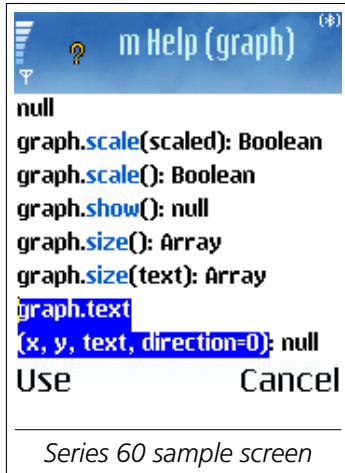 m Help (graph)
null
graph.scale(scaled): Boolean
graph.scale(): Boolean
graph.show(): null
graph.size(): Array
graph.size(text): Array
graph.text
(x, y, text, direction=0): null
Use Cancel
Series 60 sample screen